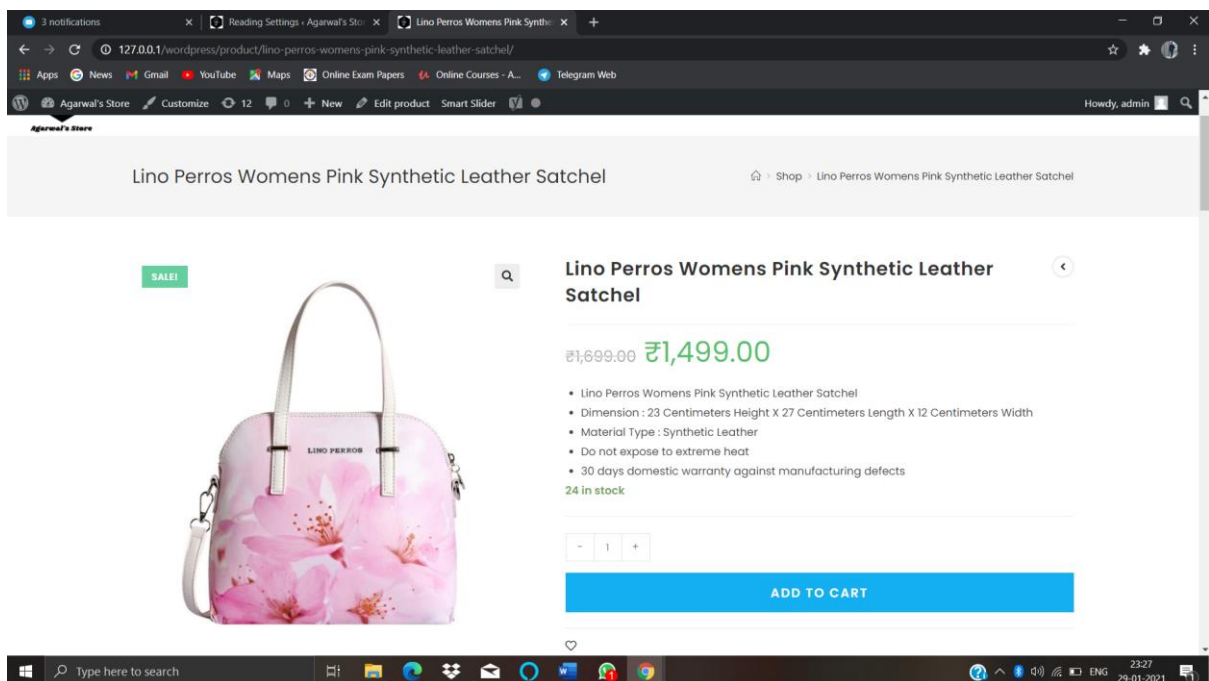 3 notifications
Reading Settings ‹ Agarwal's Sto
Lino Perros Womens Pink Synthe
127.0.0.1/wordpress/product/lino-perros-womens-pink-synthetic-leather-satchel/
Apps News Gmail YouTube Maps Online Exam Papers Online Courses - A... Telegram Web
Agarwal's Store Customize 12 0 + New Edit product Smart Slider Howdy, admin
Agarwal's Store
Lino Perros Womens Pink Synthetic Leather Satchel
Shop > Lino Perros Womens Pink Synthetic Leather Satchel
SALE!
LINO PERROS
Lino Perros Womens Pink Synthetic Leather
Satchel
₹1,699.00 ₹1,499.00
• Lino Perros Womens Pink Synthetic Leather Satchel
• Dimension : 23 Centimeters Height X 27 Centimeters Length X 12 Centimeters Width
• Material Type : Synthetic Leather
• Do not expose to extreme heat
• 30 days domestic warranty against manufacturing defects
24 in stock
- 1 +
ADD TO CART
Type here to search
ENG
23:27
29-01-2021